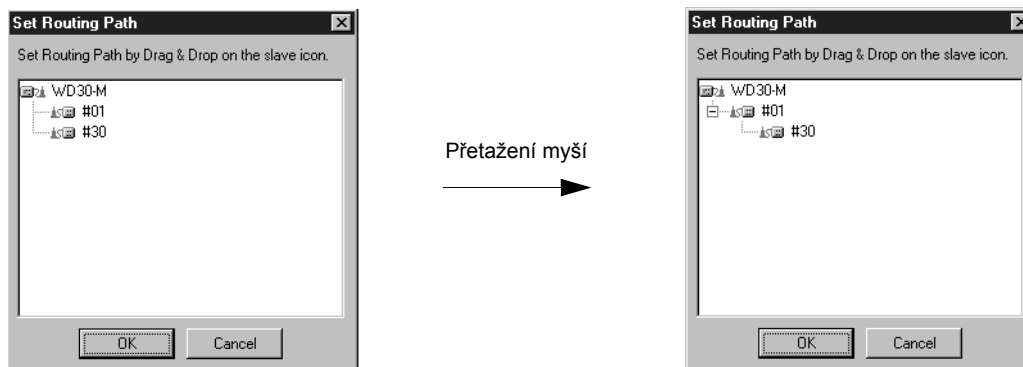 Set Routing Path
Set Routing Path by Drag & Drop on the slave icon.
WD30-M
#01
#30
OK Cancel
Přetažení myší
Set Routing Path
Set Routing Path by Drag & Drop on the slave icon.
WD30-M
#01
#30
OK Cancel